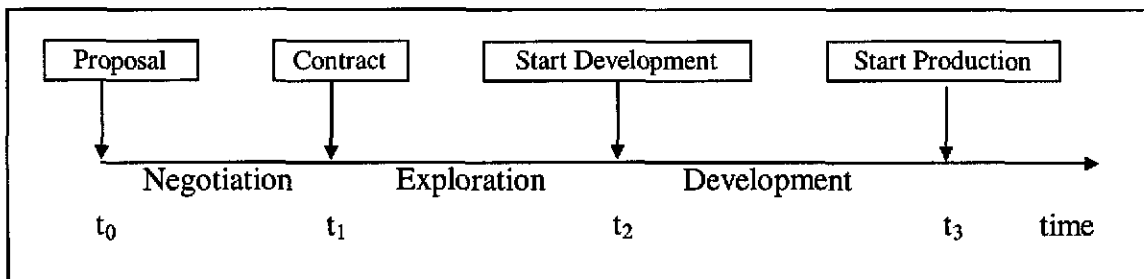 Proposal Contract Start Development Start Production
Negotiation Exploration Development
t₀ t₁ t₂ t₃ time